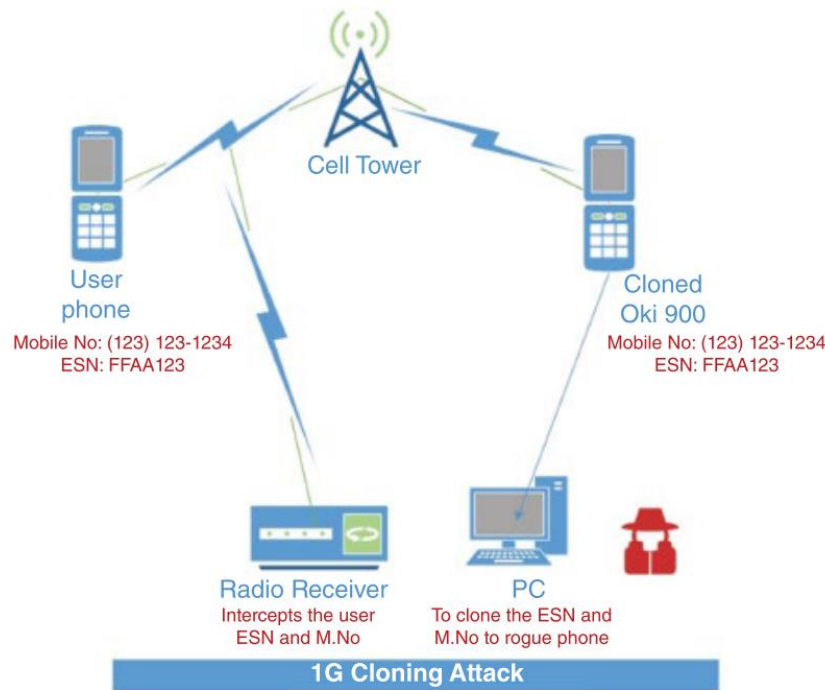 Cell Tower
User
phone
Mobile No: (123) 123-1234
ESN: FFAA123
Cloned
Oki 900
Mobile No: (123) 123-1234
ESN: FFAA123
Radio Receiver
Intercepts the user
ESN and M.No
PC
To clone the ESN and
M.No to rogue phone
1G Cloning Attack